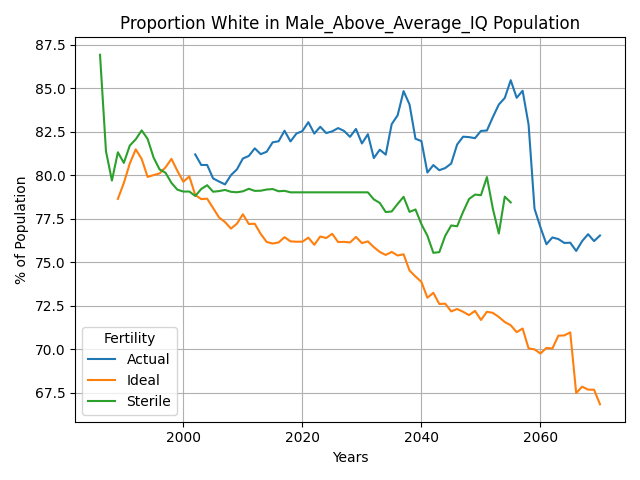 Proportion White in Male_Above_Average_IQ Population
87.5
85.0
82.5
80.0
77.5
75.0
72.5
70.0
67.5
% of Population
Fertility
Actual
Ideal
Sterile
2000
2020
2040
2060
Years